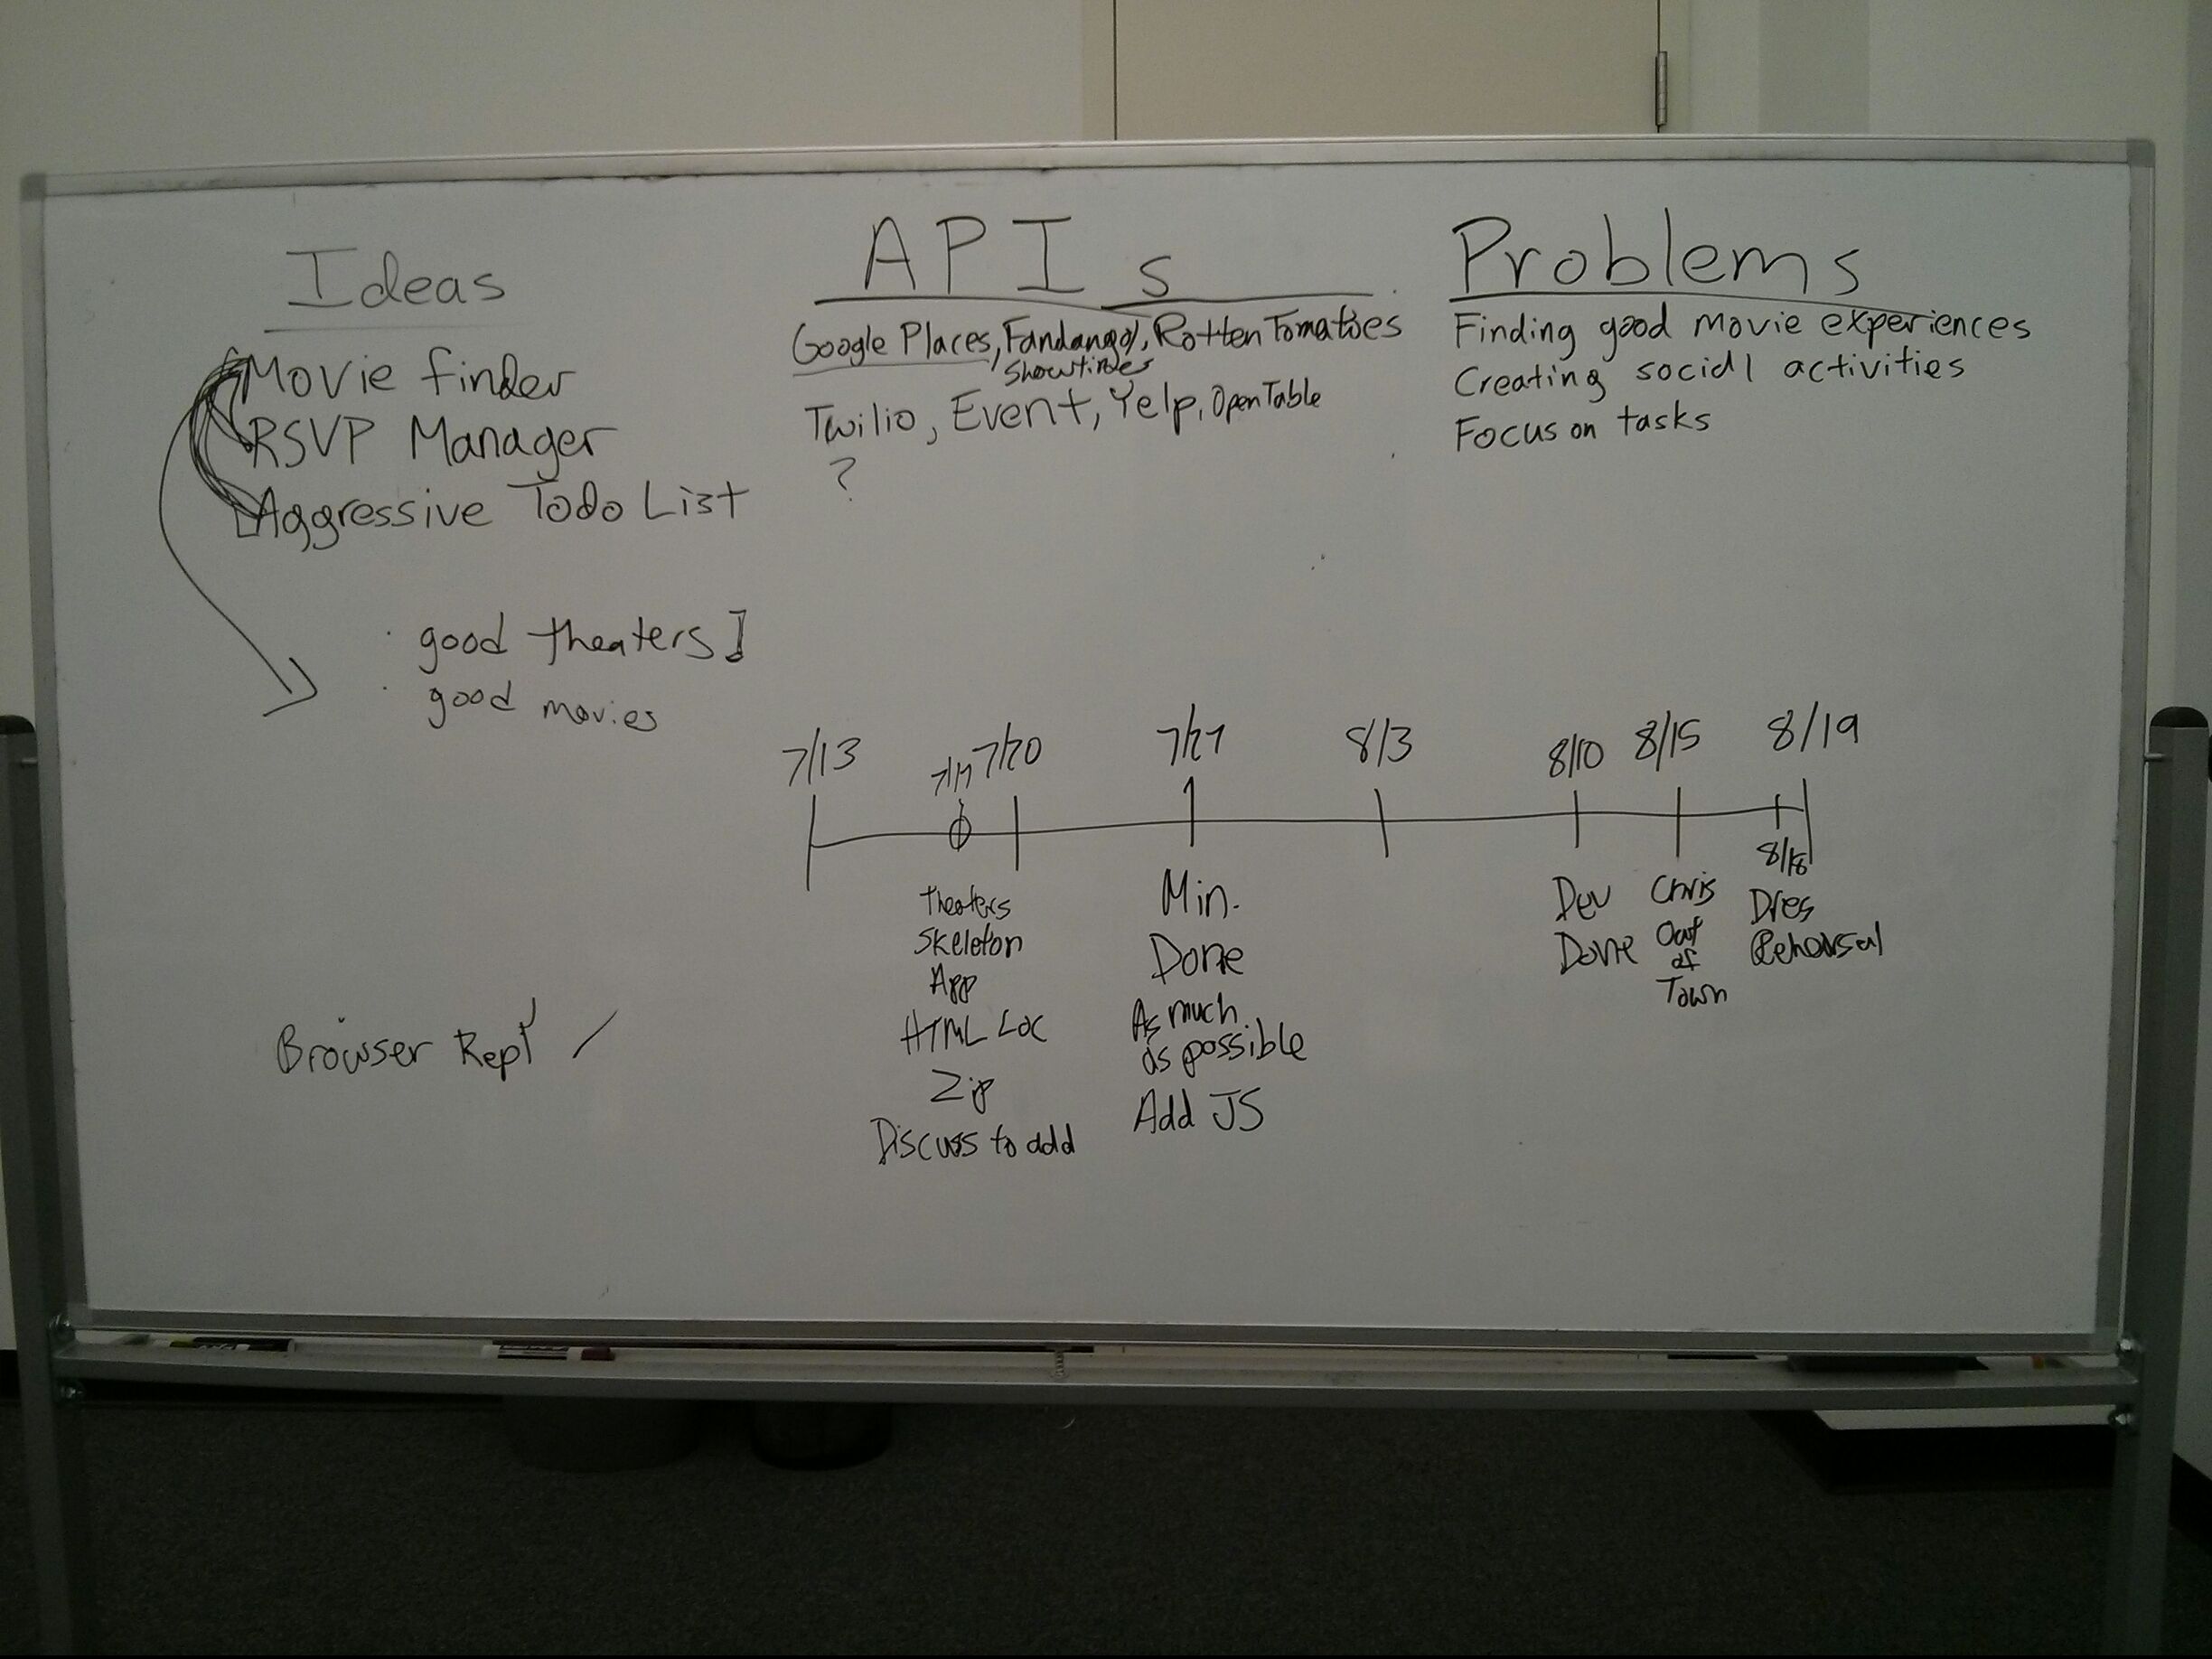 Ideas
Movie finder
RSVP Manager
Aggressive Todo List
· good theaters]
· good movies
Browser Rept
APIs
Google Places, Fandango, Rotten Tomatoes
Showtimes
Twilio, Event, Yelp, OpenTable
?
Problems
Finding good movie experiences
Creating social activities
Focus on tasks
7/13
7/20
7/27
8/3
8/10
8/15
8/19
8/18
Theaters
Skeleton
App
HTML Loc
Zip
Discuss to add
Min.
Done
As much
as possible
Add JS
Dev
Done
Chris
Out
of
Town
Dres
Rehearsal